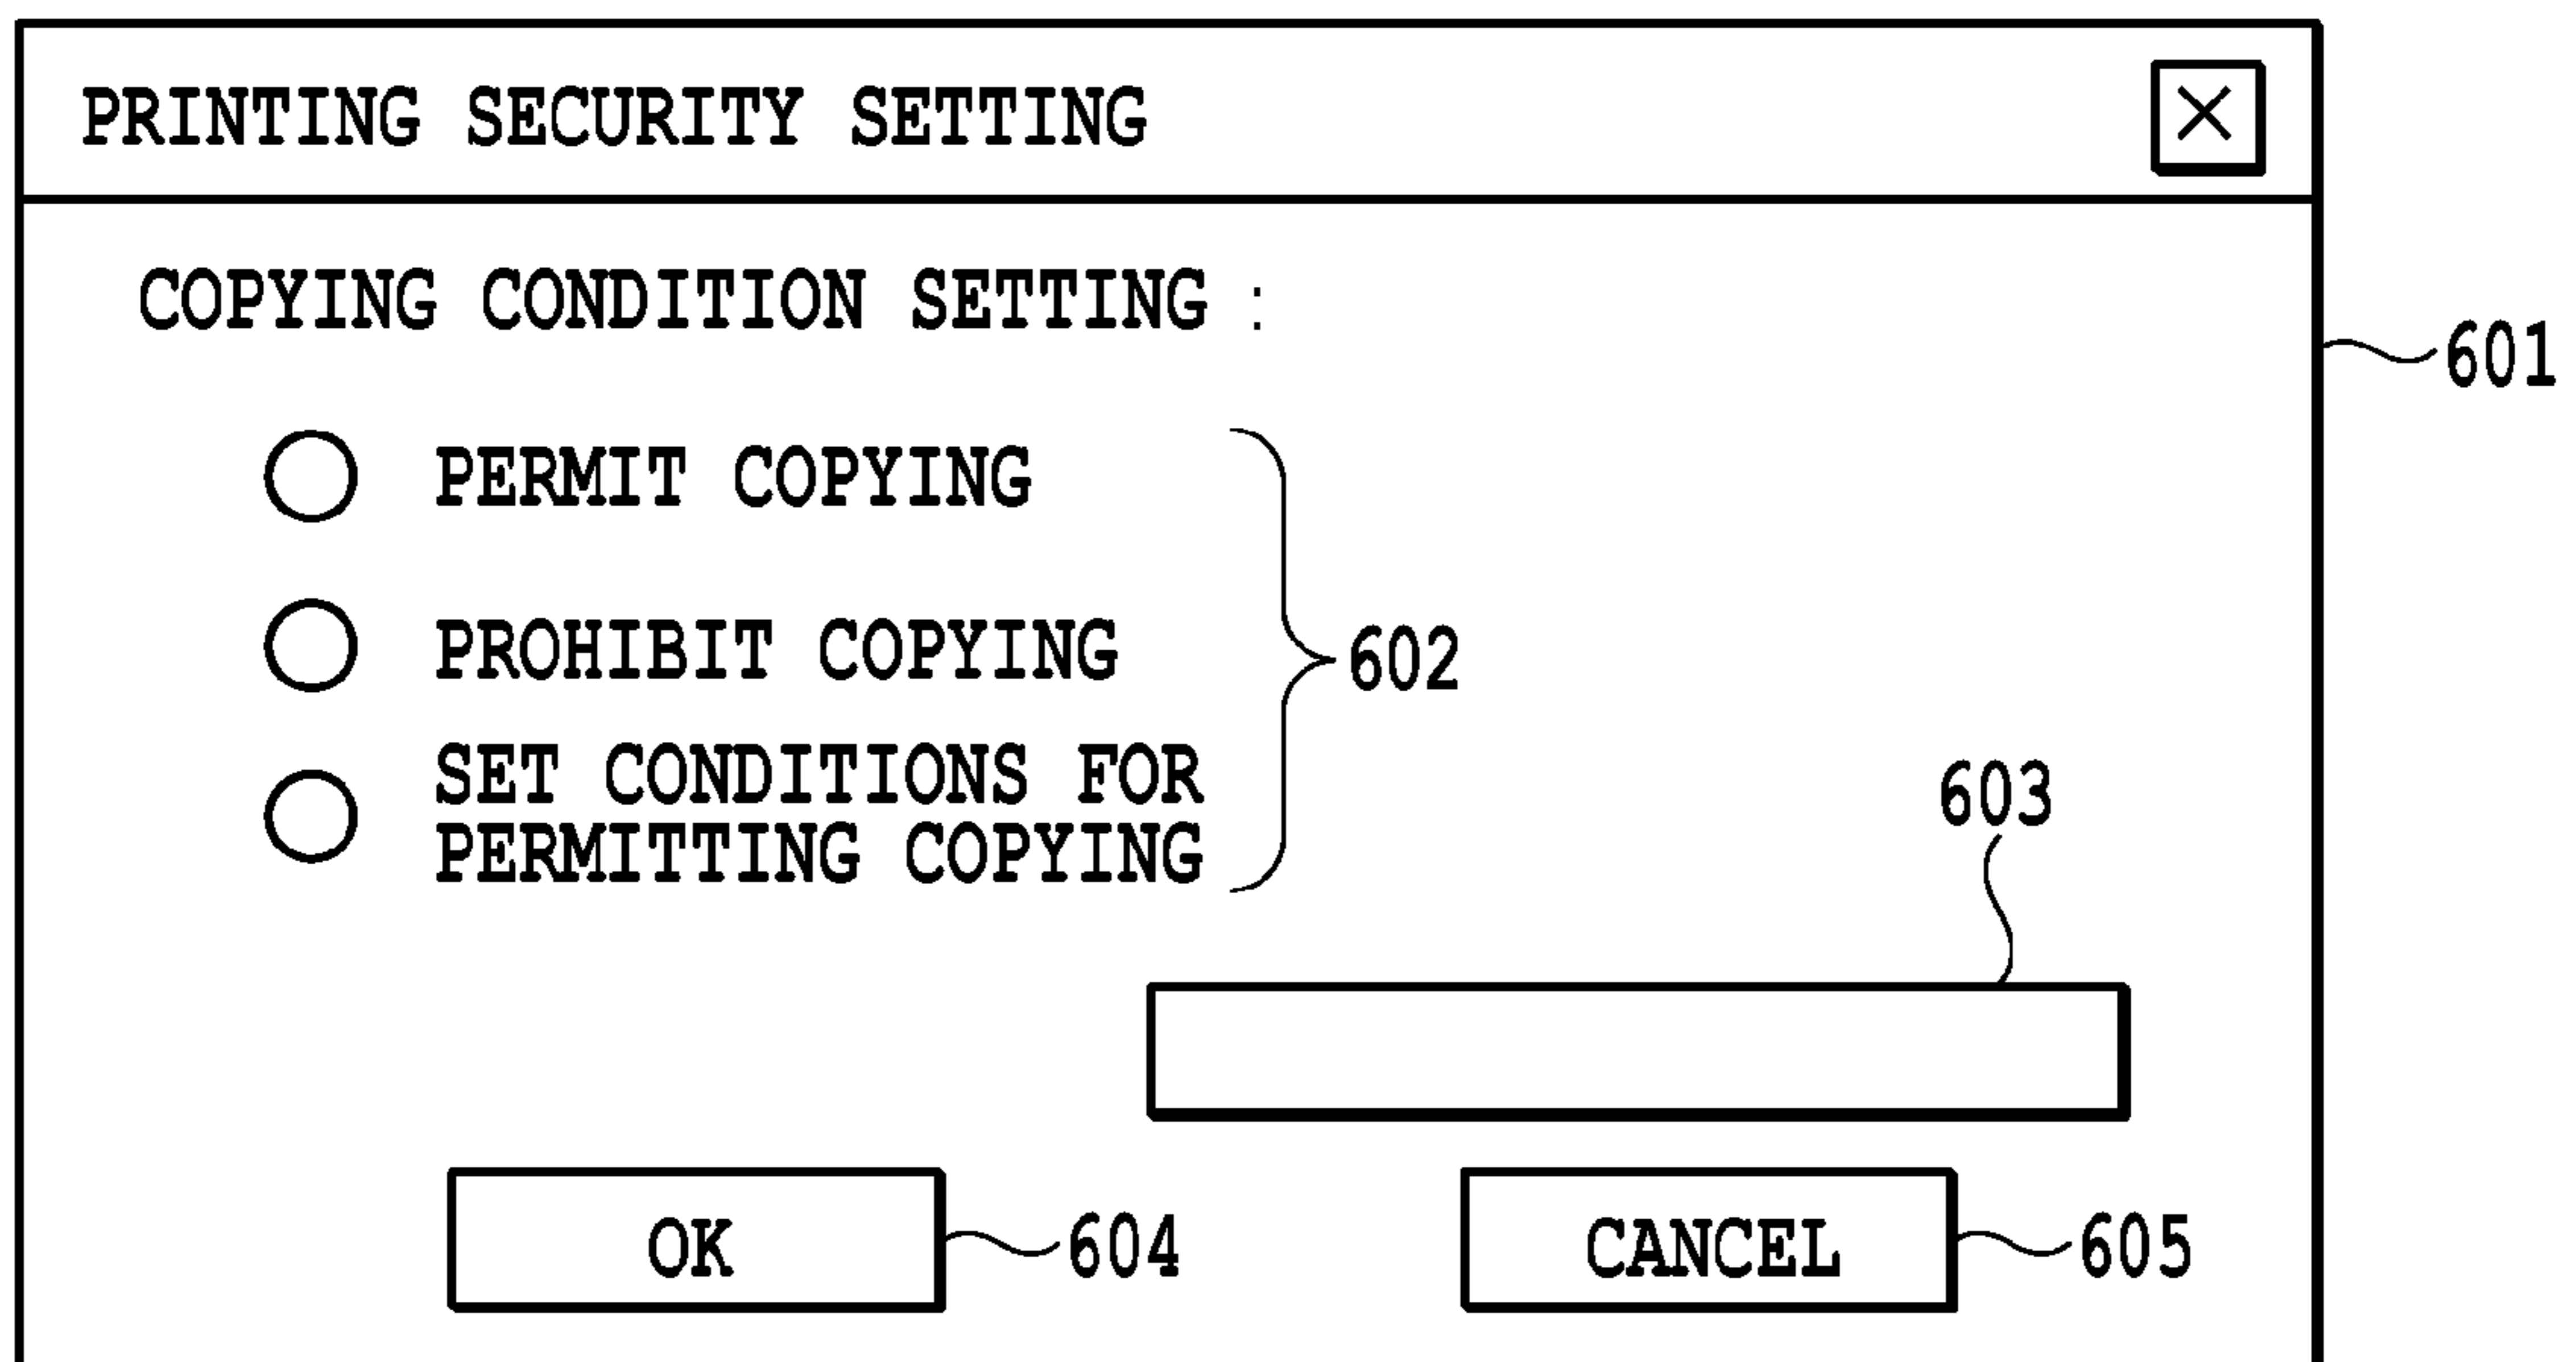 PRINTING SECURITY SETTING
COPYING CONDITION SETTING :
601
PERMIT COPYING
PROHIBIT COPYING
602
SET CONDITIONS FOR
PERMITTING COPYING
603
OK
604
CANCEL
605